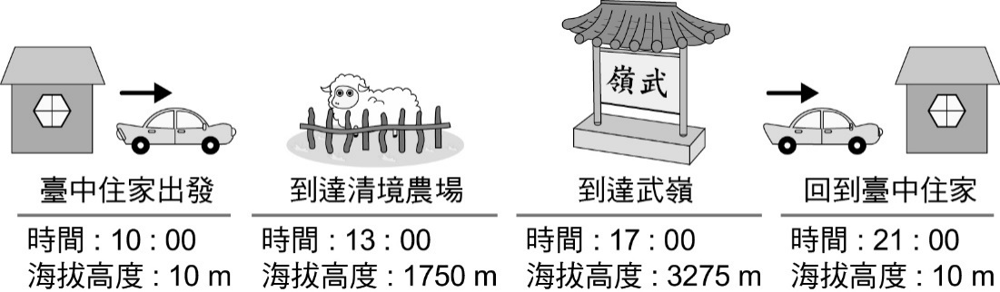 嶺武
臺中住家出發
時間 : 10 : 00
海拔高度 : 10 m
到達清境農場
時間 : 13 : 00
海拔高度 : 1750 m
到達武嶺
時間 : 17 : 00
海拔高度 : 3275 m
回到臺中住家
時間 : 21 : 00
海拔高度 : 10 m